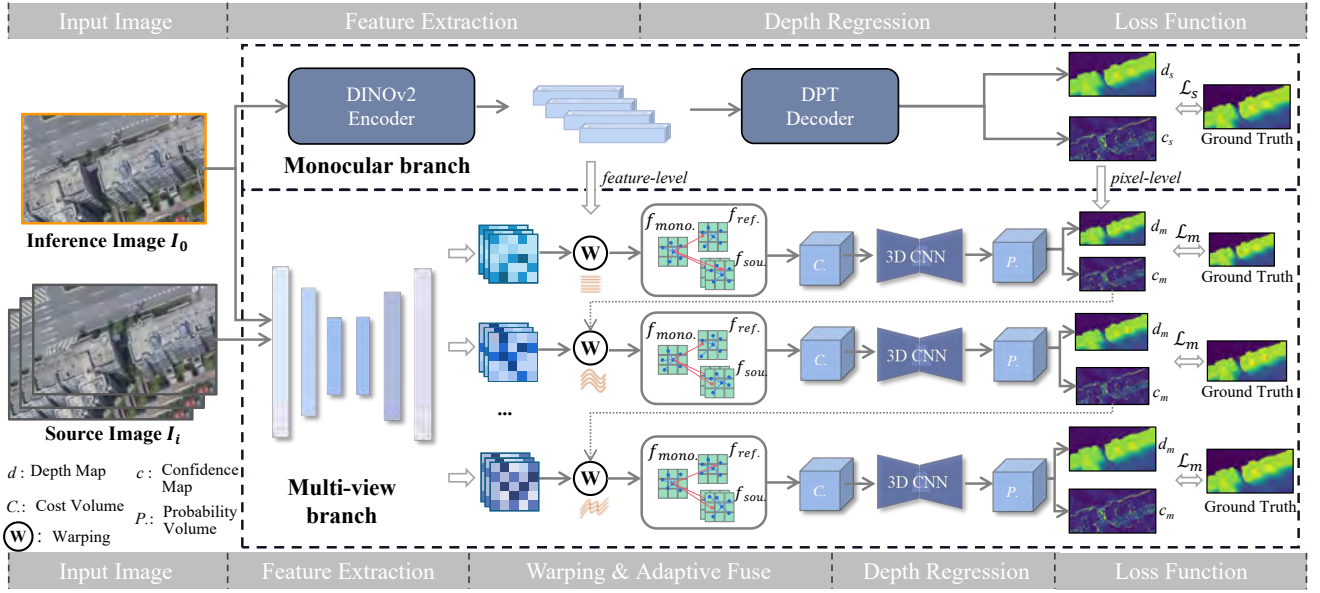 Input Image
Feature Extraction
Depth Regression
Loss Function
DINOv2
Encoder
DPT
Decoder
d_s
c_s
ℒ_s
Ground Truth
Monocular branch
feature-level
pixel-level
Inference Image I_0
f_mono.
f_ref.
f_sou.
W
C.
3D CNN
P.
d_m
c_m
ℒ_m
Ground Truth
f_mono.
f_ref.
f_sou.
W
C.
3D CNN
P.
d_m
c_m
ℒ_m
Ground Truth
...
Source Image I_i
f_mono.
f_ref.
f_sou.
W
C.
3D CNN
P.
d_m
c_m
ℒ_m
Ground Truth
Multi-view
branch
d : Depth Map
c : Confidence
Map
C.: Cost Volume
P.: Probability
Volume
W : Warping
Input Image
Feature Extraction
Warping & Adaptive Fuse
Depth Regression
Loss Function